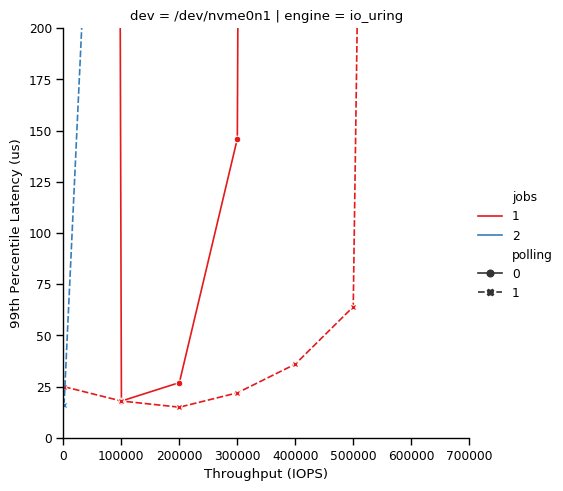 dev = /dev/nvme0n1 | engine = io_uring
200
175
150
125
100
75
50
25
0
99th Percentile Latency (us)
0 100000 200000 300000 400000 500000 600000 700000
Throughput (IOPS)
jobs
1
2
polling
0
1